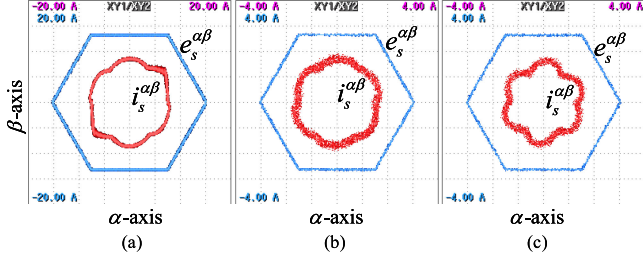 -20.00 A XY1/XY2 20.00 A
20.00 A
e_s^{αβ}
i_s^{αβ}
-20.00 A
-4.00 A XY1/XY2 4.00 A
4.00 A
e_s^{αβ}
i_s^{αβ}
-4.00 A
-4.00 A XY1/XY2 4.00 A
4.00 A
e_s^{αβ}
i_s^{αβ}
-4.00 A
β-axis
α-axis
α-axis
α-axis
(a)
(b)
(c)